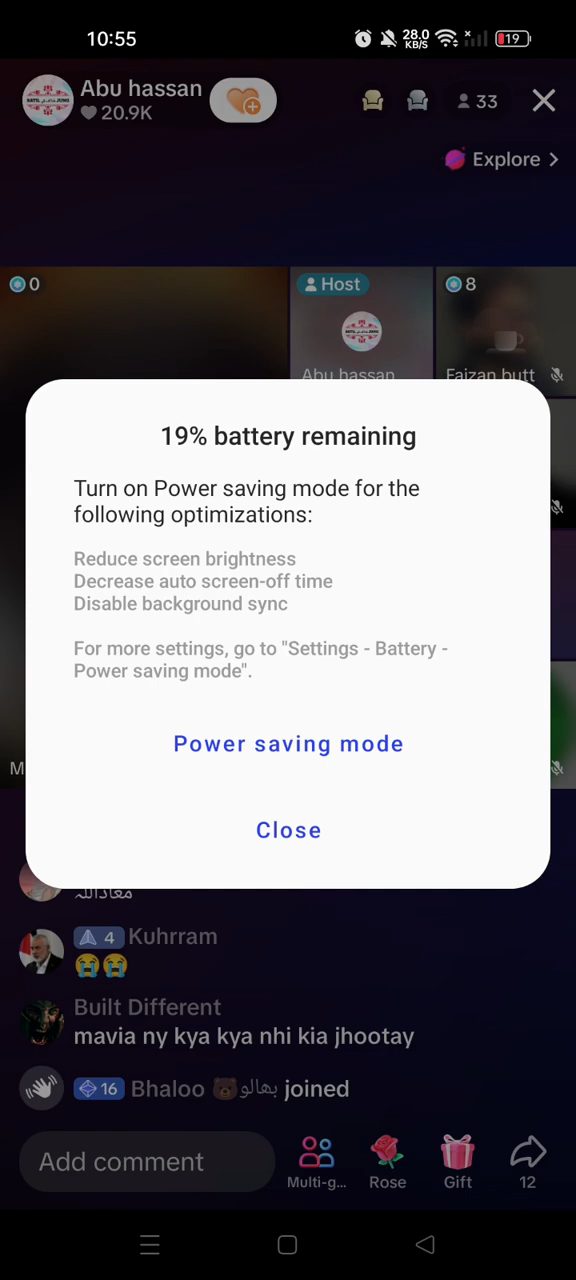 10:55
28.0
KB/S
19
Abu hassan
20.9K
33
Explore
0
Host
8
Abu hassan
Faizan butt
19% battery remaining
Turn on Power saving mode for the
following optimizations:
Reduce screen brightness
Decrease auto screen-off time
Disable background sync
For more settings, go to "Settings - Battery -
Power saving mode".
Power saving mode
M
Close
معاذاللہ
4 Kuhrram
😭😭
Built Different
mavia ny kya kya nhi kia jhootay
16 Bhaloo 🐻بھالو joined
Add comment
Multi-g...
Rose
Gift
12